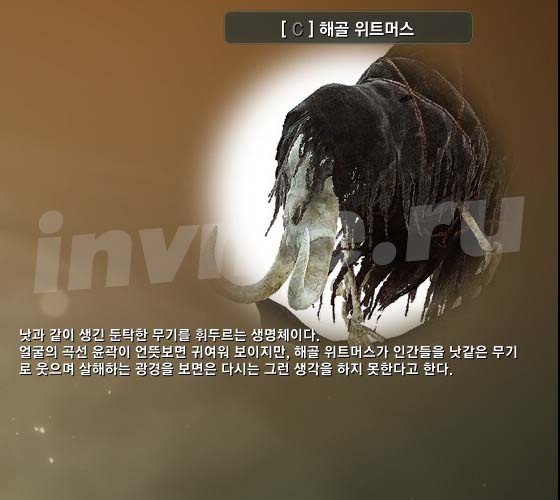 [ C ] 해골 위트머스
낫과 같이 생긴 둔탁한 무기를 휘두르는 생명체이다.
얼굴의 곡선 윤곽이 언뜻보면 귀여워 보이지만, 해골 위트머스가 인간들을 낫같은 무기
로 웃으며 살해하는 광경을 보면은 다시는 그런 생각을 하지 못한다고 한다.